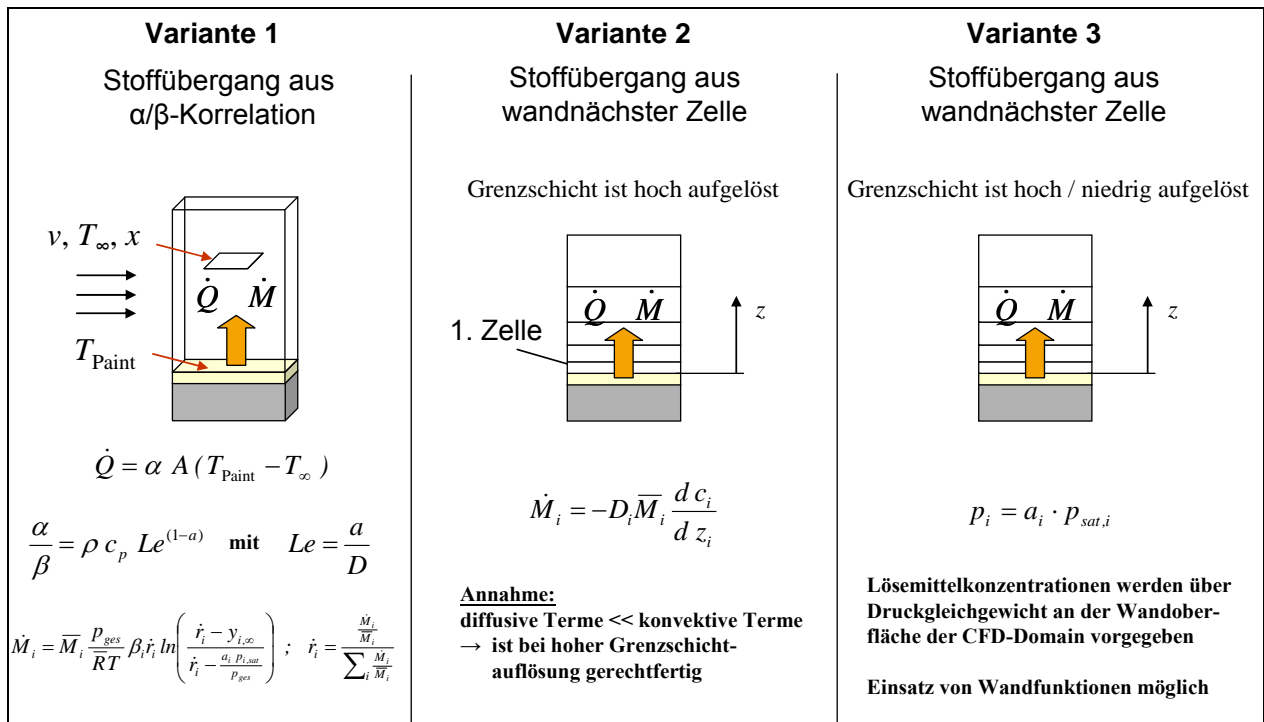 Variante 1
Stoffübergang aus
α/β-Korrelation
v, T∞, x
Q̇ Ṁ
T_Paint
Q̇ = α A ( T_Paint − T_∞ )
α/β = ρ c_p Le^(1−a) mit Le = a/D
Ṁ_i = M̅_i (p_ges / R̅T) β_i ṙ_i ln( (ṙ_i − y_i,∞) / (ṙ_i − (a_i p_i,sat / p_ges)) ) ; ṙ_i = (Ṁ_i / M̅_i) / (∑_i Ṁ_i / M̅_i)
Variante 2
Stoffübergang aus
wandnächster Zelle
Grenzschicht ist hoch aufgelöst
Q̇ Ṁ
z
1. Zelle
Ṁ_i = −D_i M̅_i (d c_i / d z_i)
Annahme:
diffusive Terme << konvektive Terme
→ ist bei hoher Grenzschicht-
auflösung gerechtfertig
Variante 3
Stoffübergang aus
wandnächster Zelle
Grenzschicht ist hoch / niedrig aufgelöst
Q̇ Ṁ
z
p_i = a_i · p_sat,i
Lösemittelkonzentrationen werden über
Druckgleichgewicht an der Wandober-
fläche der CFD-Domain vorgegeben
Einsatz von Wandfunktionen möglich